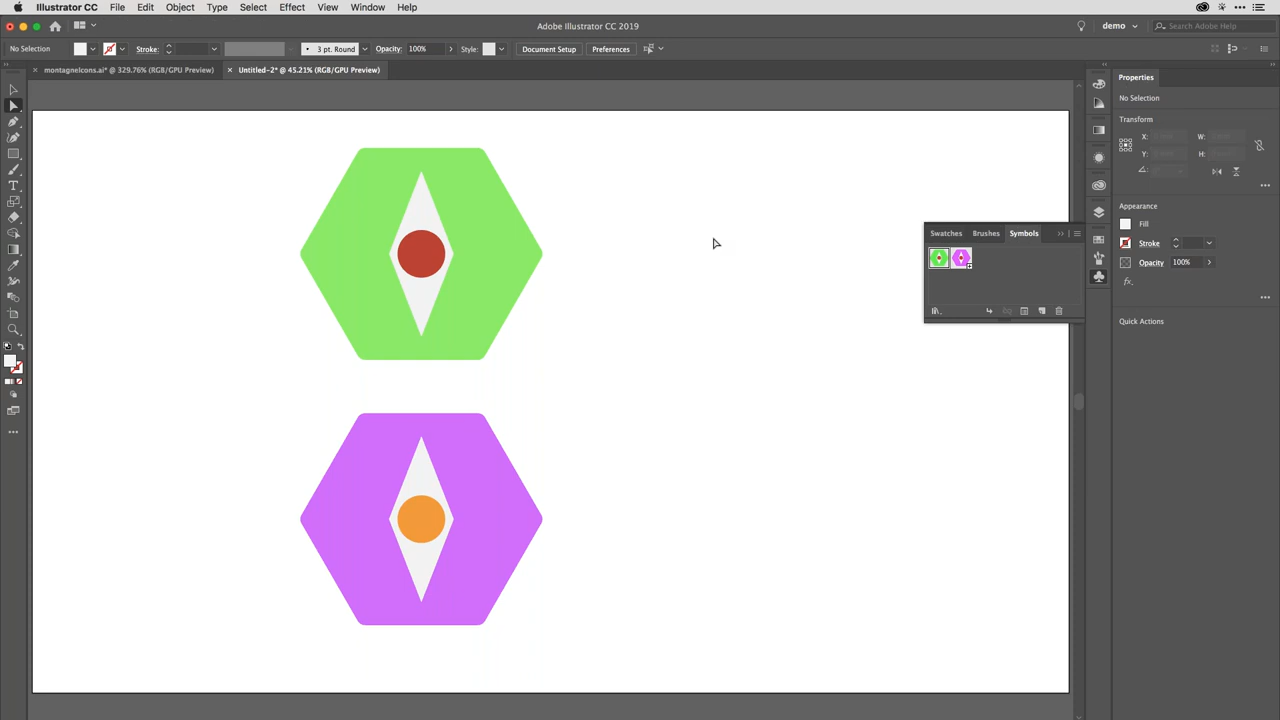 Illustrator CC File Edit Object Type Select Effect View Window Help
Adobe Illustrator CC 2019
demo
Search Adobe Help
No Selection
Stroke:
3 pt. Round
Opacity: 100%
Style:
Document Setup
Preferences
× montagneIcons.ai* @ 329.76% (RGB/GPU Preview)
× Untitled-2* @ 45.21% (RGB/GPU Preview)
Swatches Brushes Symbols
Properties
No Selection
Transform
X: W:
Y: H:
Appearance
Fill
Stroke
Opacity 100%
fx.
Quick Actions